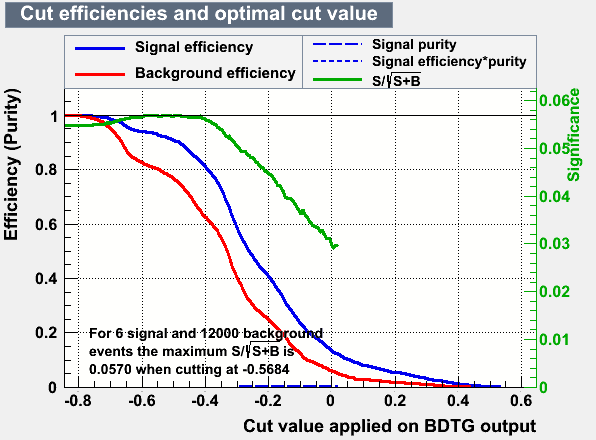 Cut efficiencies and optimal cut value
Signal efficiency
Background efficiency
Signal purity
Signal efficiency*purity
S/√S+B
Efficiency (Purity)
1
0.8
0.6
0.4
0.2
0
0.06
0.05
0.04
0.03
0.02
0.01
0
Significance
For 6 signal and 12000 background
events the maximum S/√S+B is
0.0570 when cutting at -0.5684
-0.8 -0.6 -0.4 -0.2 0 0.2 0.4 0.6
Cut value applied on BDTG output